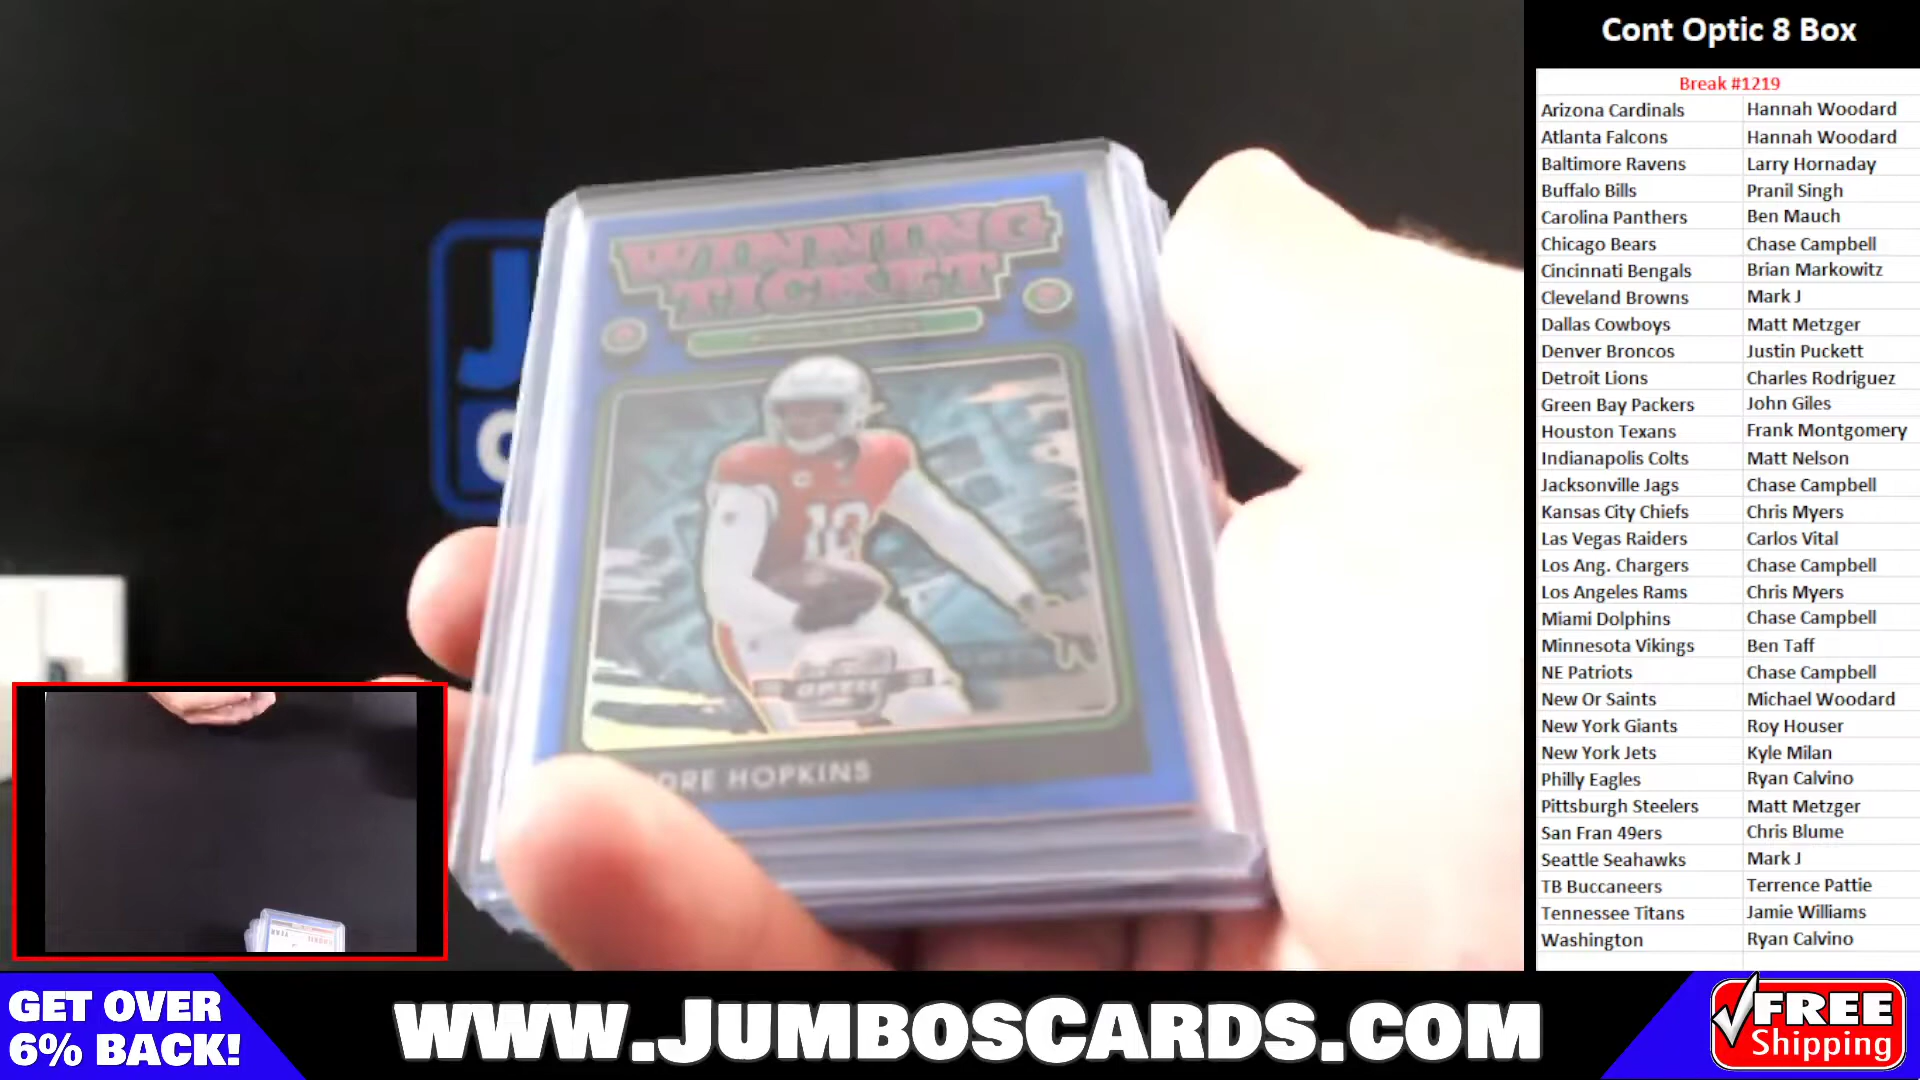 Cont Optic 8 Box
Break #1219
Arizona Cardinals Hannah Woodard
Atlanta Falcons Hannah Woodard
Baltimore Ravens Larry Hornaday
Buffalo Bills Pranil Singh
Carolina Panthers Ben Mauch
Chicago Bears Chase Campbell
Cincinnati Bengals Brian Markowitz
Cleveland Browns Mark J
Dallas Cowboys Matt Metzger
Denver Broncos Justin Puckett
Detroit Lions Charles Rodriguez
Green Bay Packers John Giles
Houston Texans Frank Montgomery
Indianapolis Colts Matt Nelson
Jacksonville Jags Chase Campbell
Kansas City Chiefs Chris Myers
Las Vegas Raiders Carlos Vital
Los Ang. Chargers Chase Campbell
Los Angeles Rams Chris Myers
Miami Dolphins Chase Campbell
Minnesota Vikings Ben Taff
NE Patriots Chase Campbell
New Or Saints Michael Woodard
New York Giants Roy Houser
New York Jets Kyle Milan
Philly Eagles Ryan Calvino
Pittsburgh Steelers Matt Metzger
San Fran 49ers Chris Blume
Seattle Seahawks Mark J
TB Buccaneers Terrence Pattie
Tennessee Titans Jamie Williams
Washington Ryan Calvino
WINNING
TICKET
10
OPTIC
HOPKINS
J
GET OVER
6% BACK!
WWW.JUMBOSCARDS.COM
FREE
Shipping